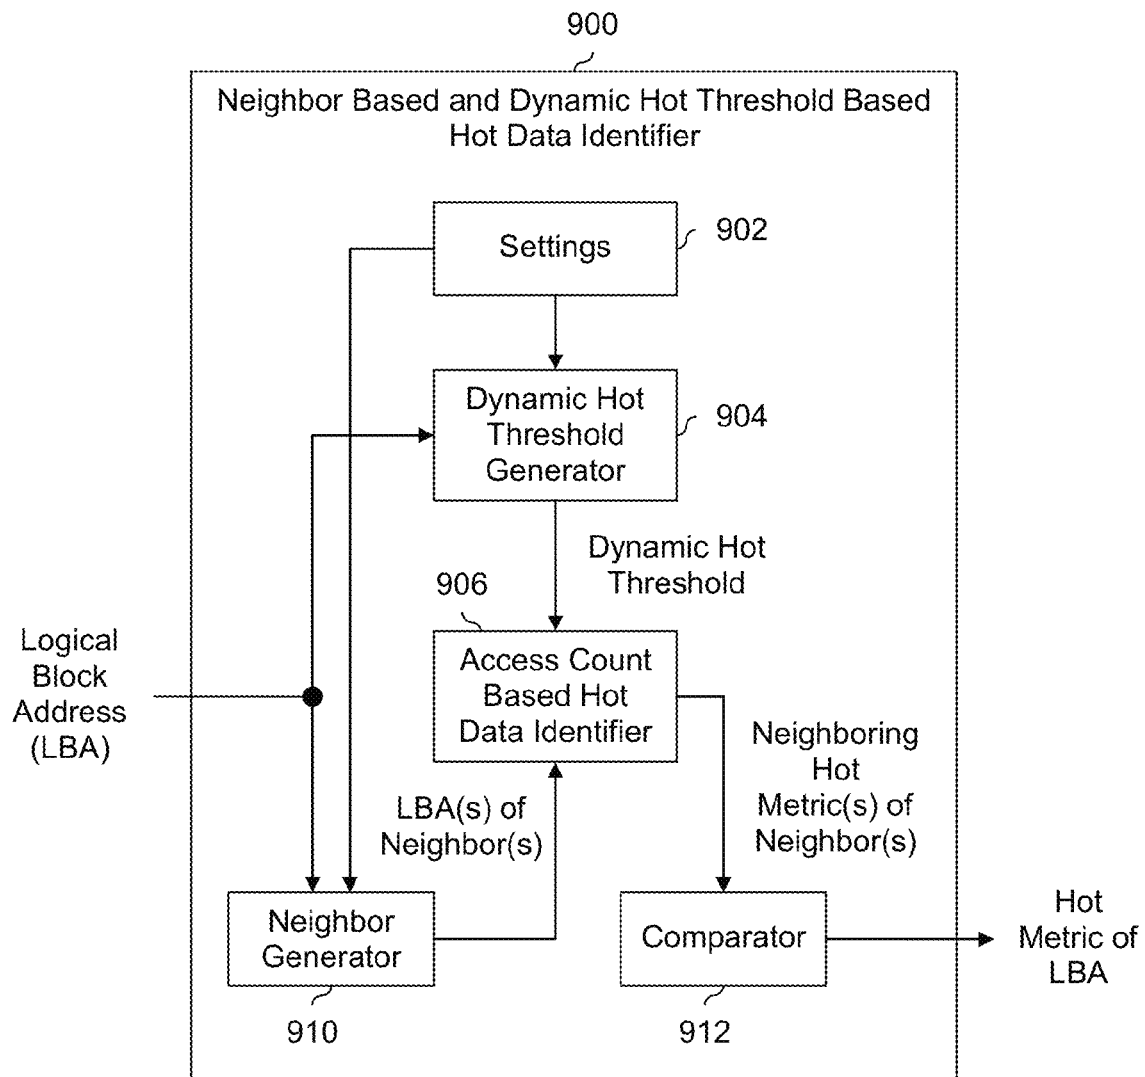 900
Neighbor Based and Dynamic Hot Threshold Based
Hot Data Identifier
Settings
902
Dynamic Hot
Threshold
Generator
904
Dynamic Hot
Threshold
906
Access Count
Based Hot
Data Identifier
Logical
Block
Address
(LBA)
LBA(s) of
Neighbor(s)
Neighboring
Hot
Metric(s) of
Neighbor(s)
Neighbor
Generator
910
Comparator
912
Hot
Metric of
LBA